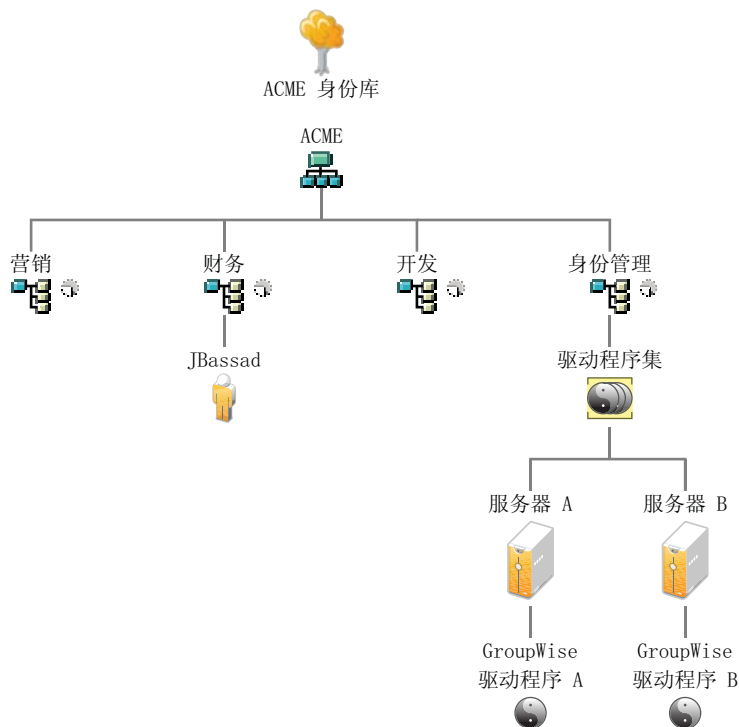 ACME 身份库
ACME
营销
财务
开发
身份管理
JBassad
驱动程序集
服务器 A
服务器 B
GroupWise
驱动程序 A
GroupWise
驱动程序 B